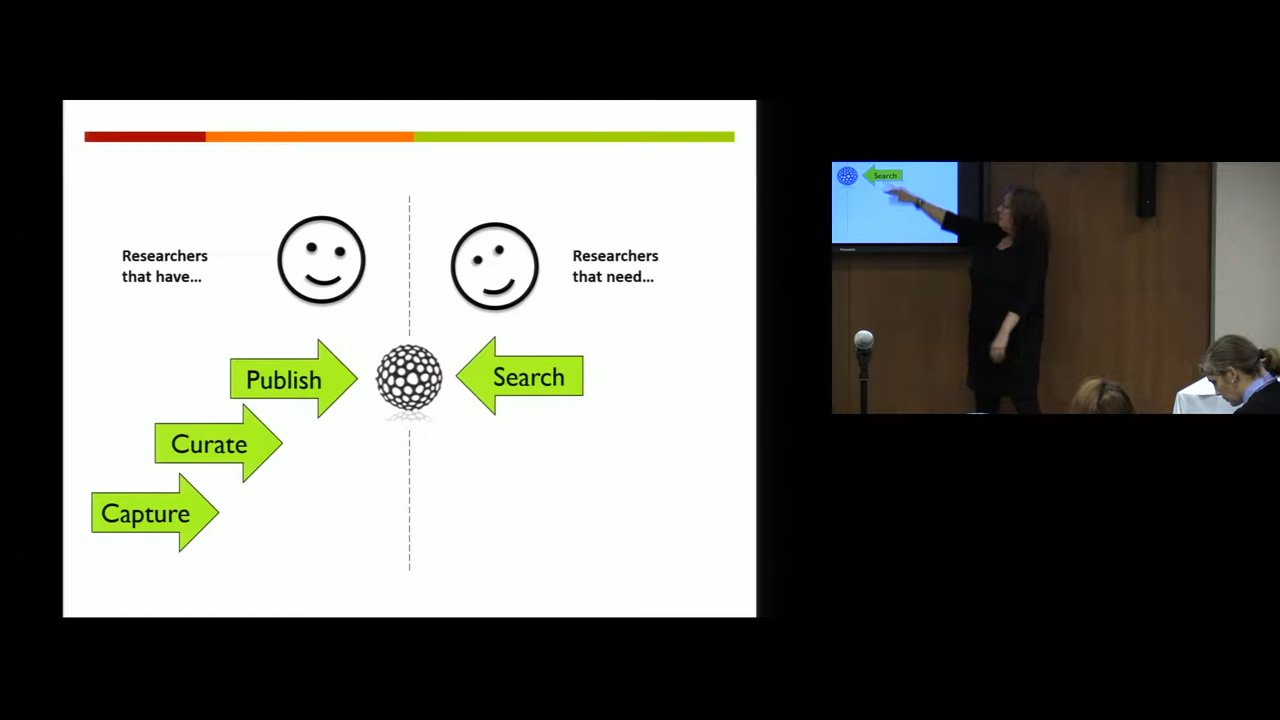 Researchers
that have...
Researchers
that need...
Publish
Search
Curate
Capture
Search